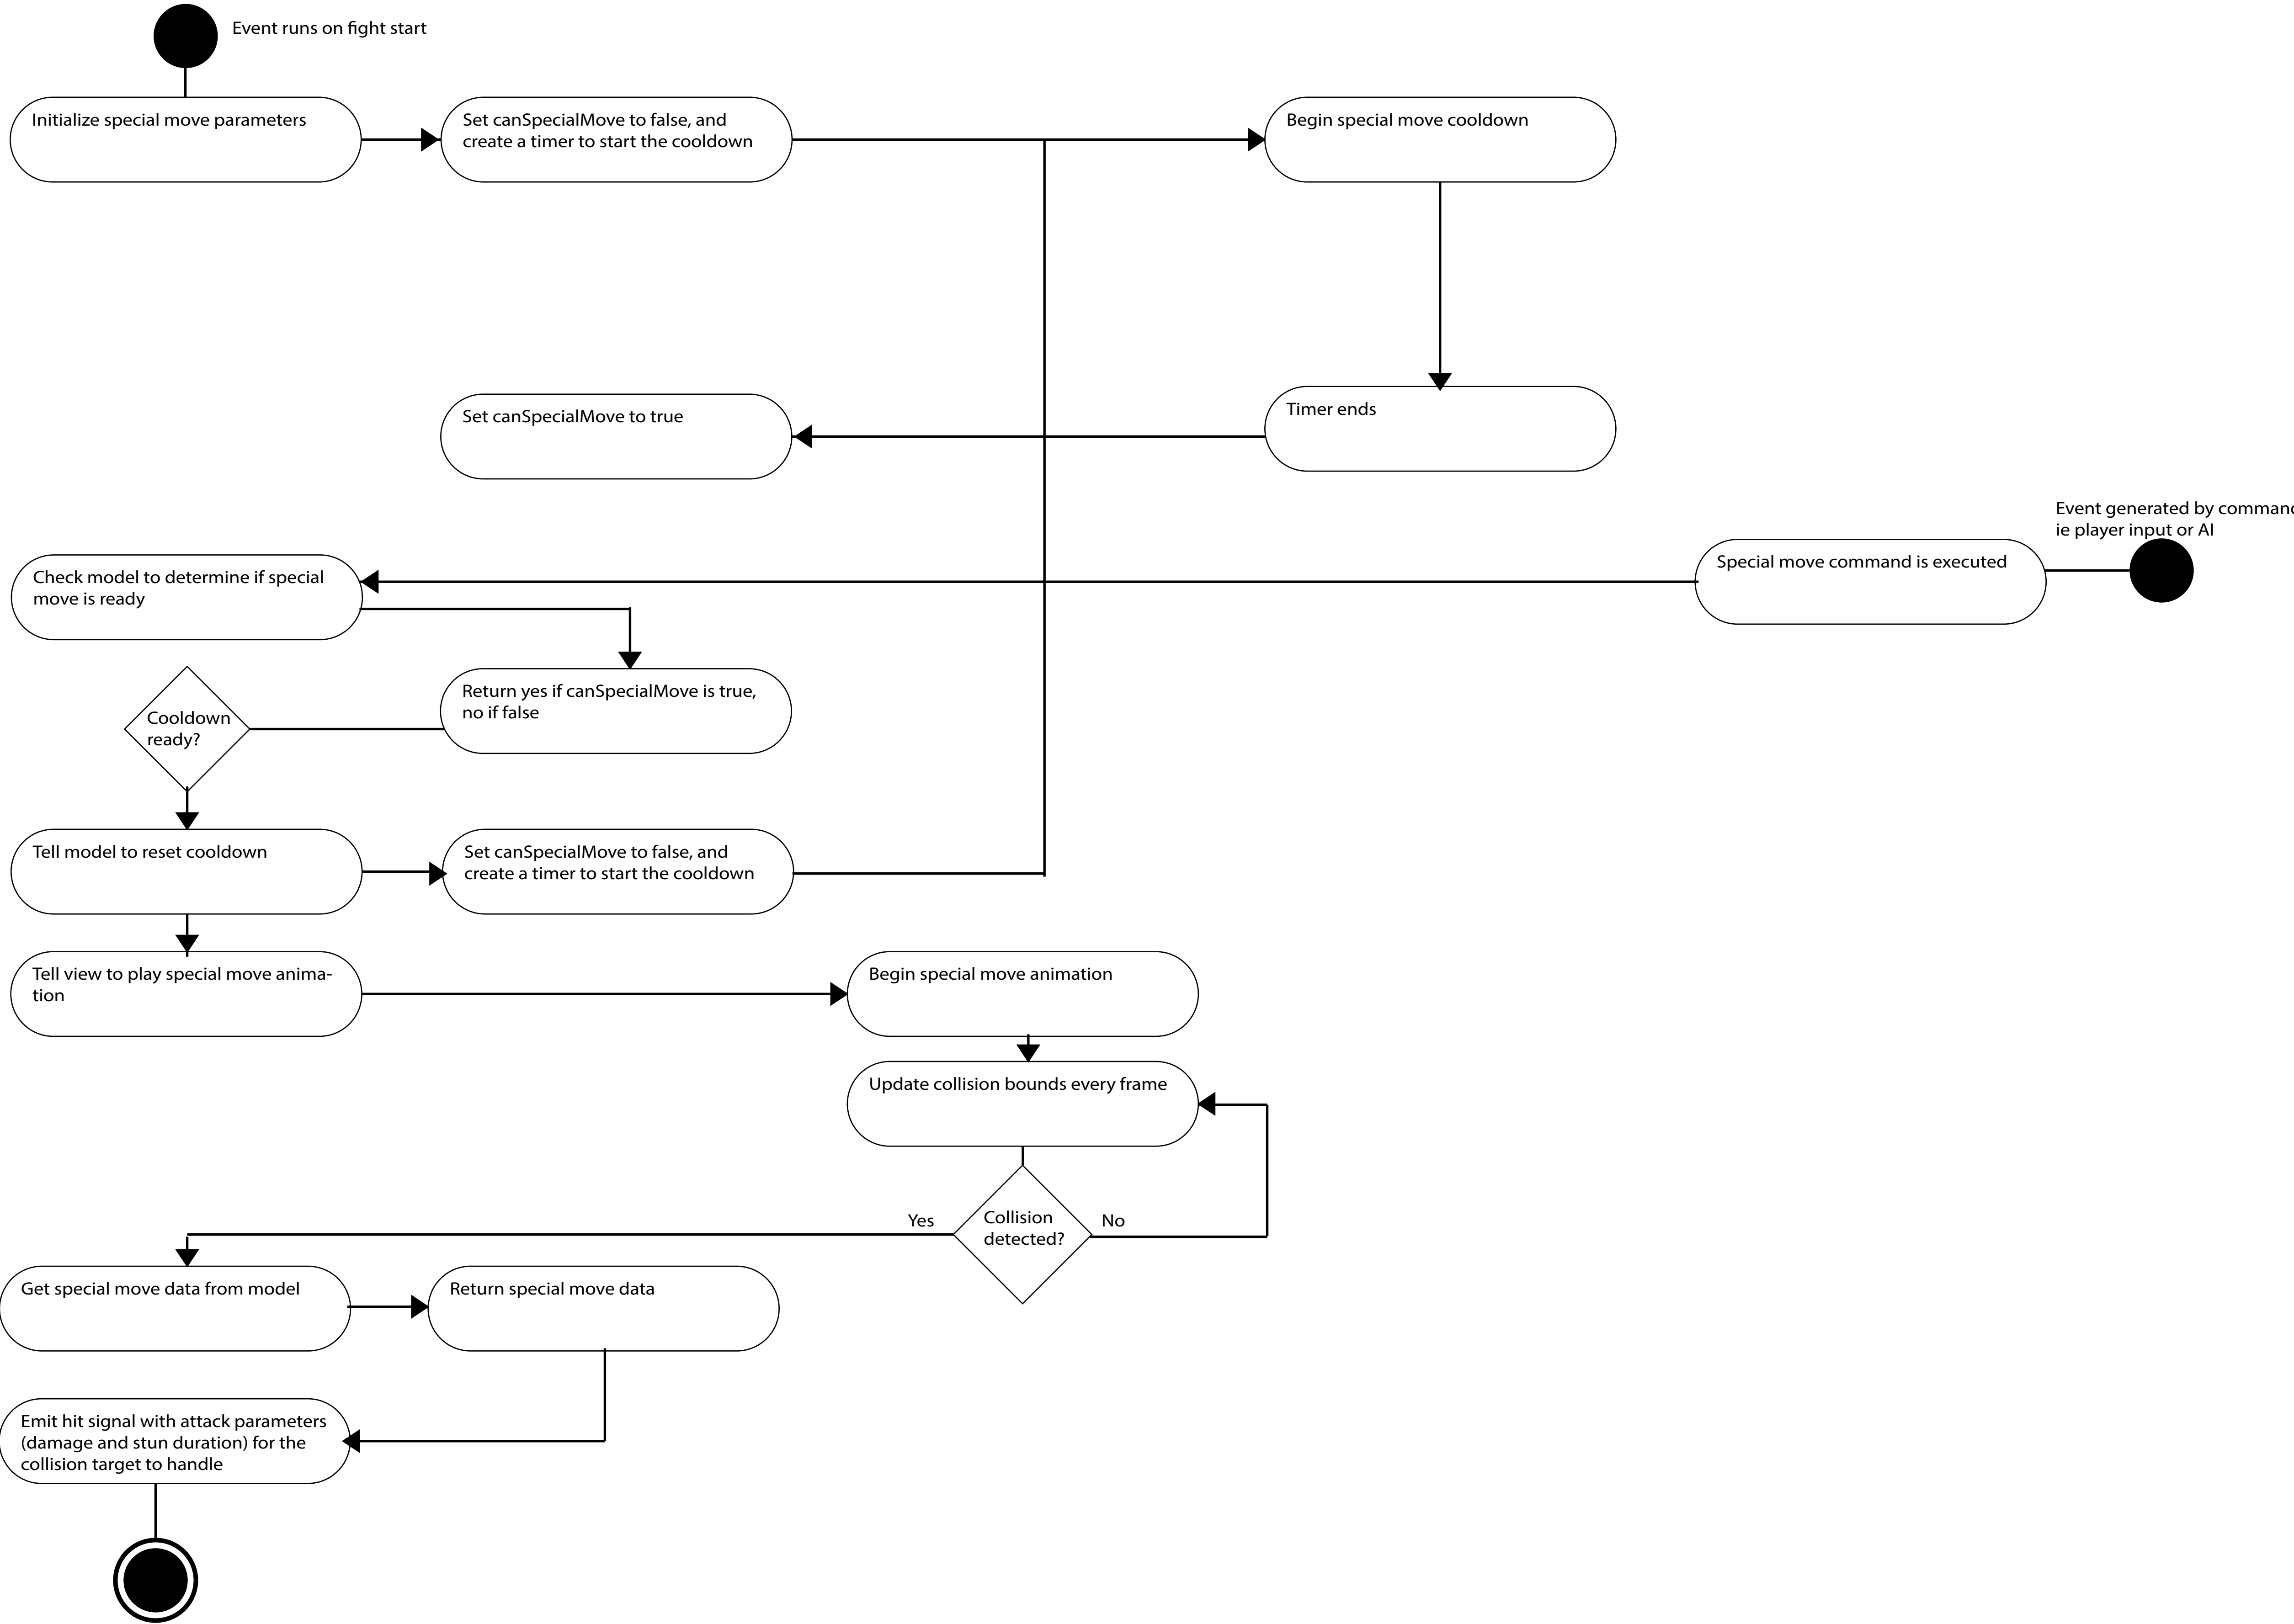 Event runs on fight start
Initialize special move parameters
Set canSpecialMove to false, and
create a timer to start the cooldown
Begin special move cooldown
Set canSpecialMove to true
Timer ends
Event generated by command
ie player input or AI
Check model to determine if special
move is ready
Special move command is executed
Return yes if canSpecialMove is true,
no if false
Cooldown
ready?
Tell model to reset cooldown
Set canSpecialMove to false, and
create a timer to start the cooldown
Tell view to play special move anima-
tion
Begin special move animation
Update collision bounds every frame
Yes
Collision
detected?
No
Get special move data from model
Return special move data
Emit hit signal with attack parameters
(damage and stun duration) for the
collision target to handle